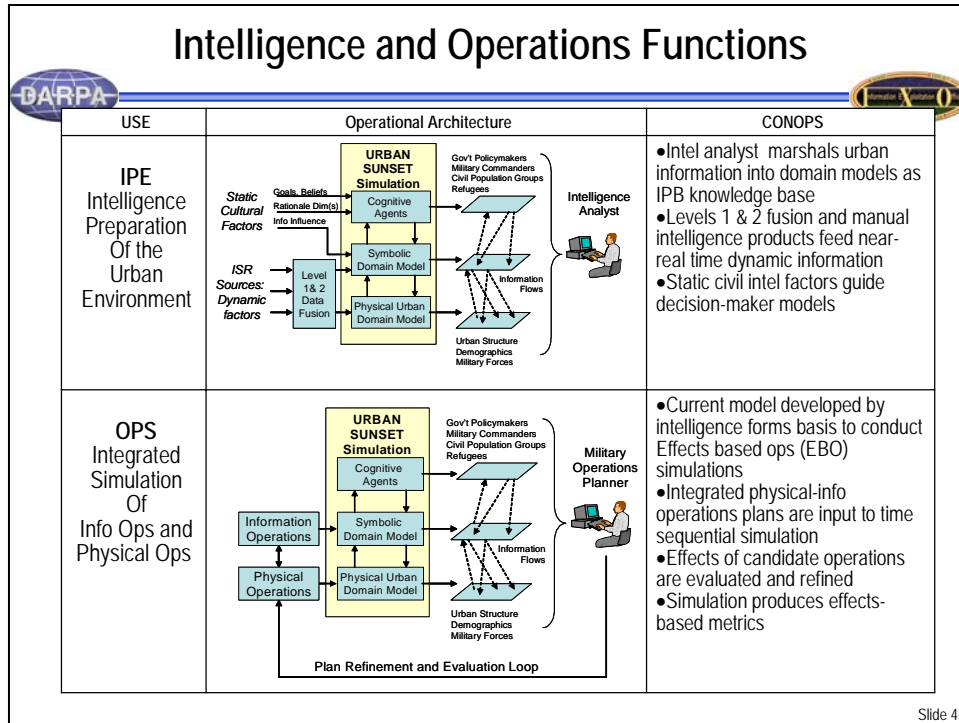 Intelligence and Operations Functions
DARPA
Information Exploitation Office
I X O
USE
Operational Architecture
CONOPS
IPE
Intelligence
Preparation
Of the
Urban
Environment
Static
Cultural
Factors
Goals, Beliefs
Rationale Dim(s)
Info Influence
ISR
Sources:
Dynamic
factors
Level
1& 2
Data
Fusion
URBAN
SUNSET
Simulation
Cognitive
Agents
Symbolic
Domain Model
Physical Urban
Domain Model
Gov't Policymakers
Military Commanders
Civil Population Groups
Refugees
Information
Flows
Urban Structure
Demographics
Military Forces
Intelligence
Analyst
•Intel analyst marshals urban
information into domain models as
IPB knowledge base
•Levels 1 & 2 fusion and manual
intelligence products feed near-
real time dynamic information
•Static civil intel factors guide
decision-maker models
OPS
Integrated
Simulation
Of
Info Ops and
Physical Ops
Information
Operations
Physical
Operations
URBAN
SUNSET
Simulation
Cognitive
Agents
Symbolic
Domain Model
Physical Urban
Domain Model
Gov't Policymakers
Military Commanders
Civil Population Groups
Refugees
Information
Flows
Urban Structure
Demographics
Military Forces
Military
Operations
Planner
Plan Refinement and Evaluation Loop
•Current model developed by
intelligence forms basis to conduct
Effects based ops (EBO)
simulations
•Integrated physical-info
operations plans are input to time
sequential simulation
•Effects of candidate operations
are evaluated and refined
•Simulation produces effects-
based metrics
Slide 4